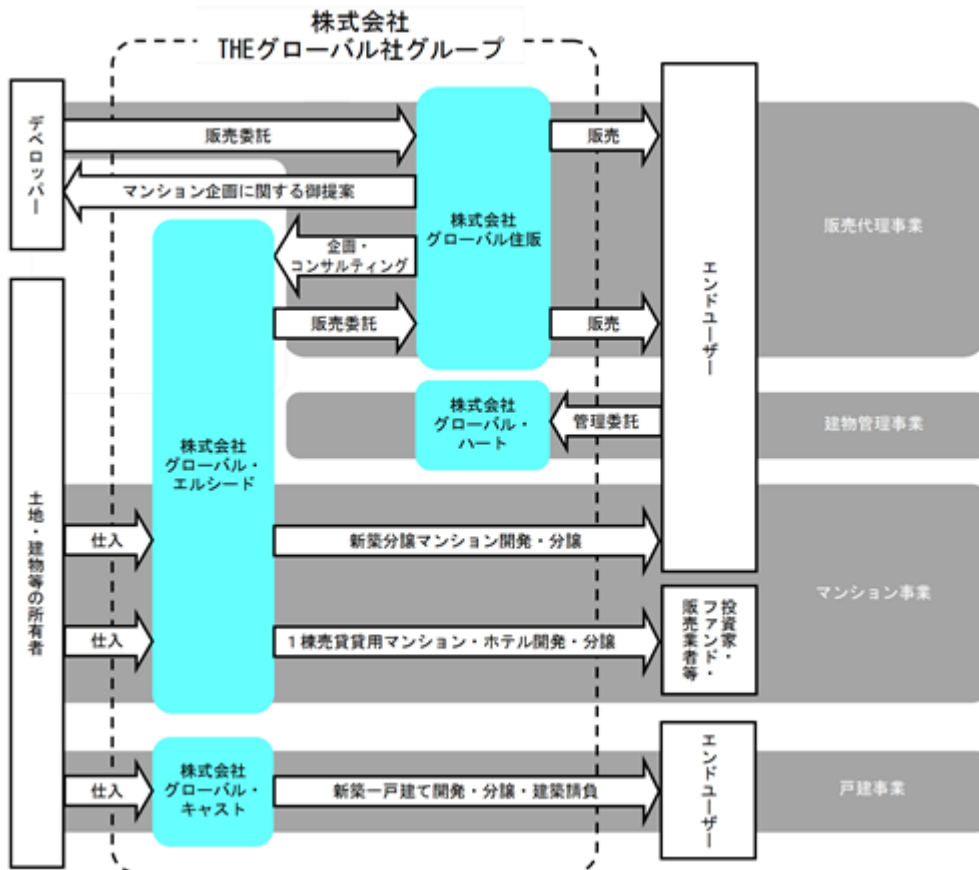 株式会社
THEグローバル社グループ
デベロッパー
販売委託
販売
マンション企画に関する御提案
株式会社
グローバル住販
企画・
コンサルティング
販売委託
販売
エンドユーザー
販売代理事業
株式会社
グローバル・
ハート
管理委託
建物管理事業
土地・建物等の所有者
株式会社
グローバル・
エルシード
仕入
新築分譲マンション開発・分譲
マンション事業
仕入
1棟売賃貸用マンション・ホテル開発・分譲
投資家・
ファンド・
販売業者等
仕入
株式会社
グローバル・
キャスト
新築一戸建て開発・分譲・建築請負
エンドユーザー
戸建事業